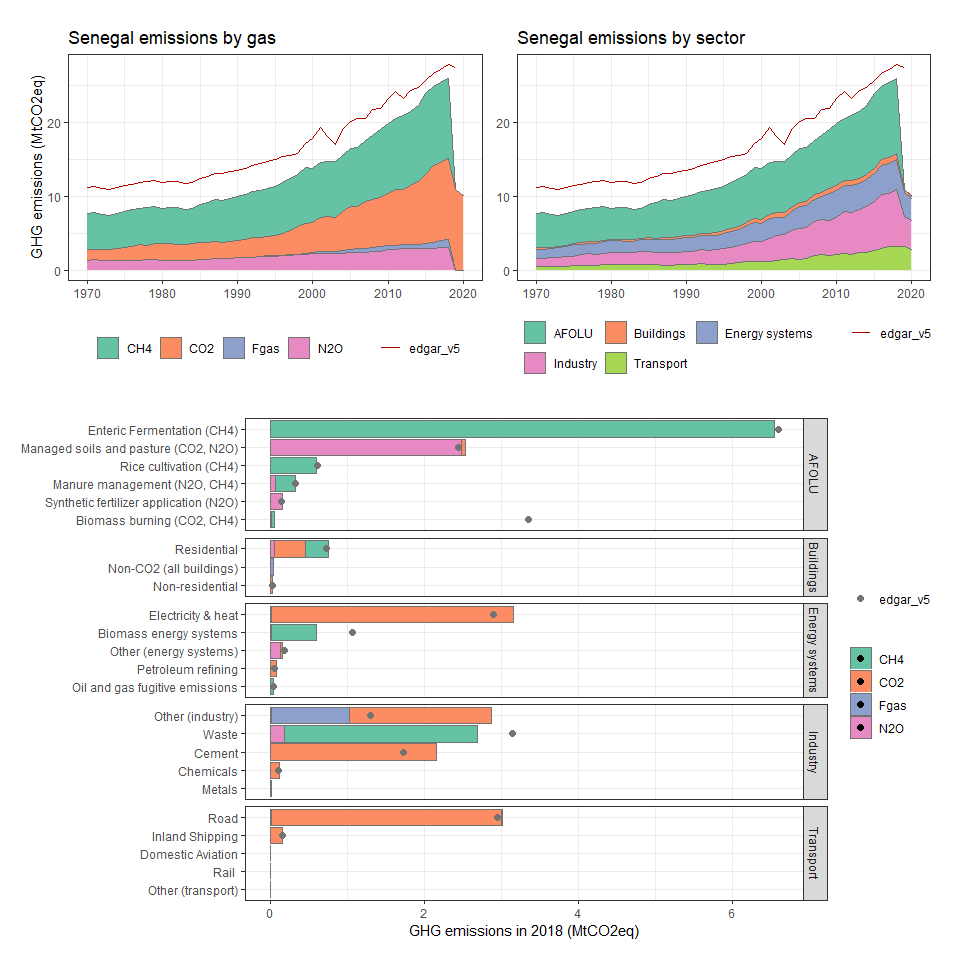 Senegal emissions by gas
GHG emissions (MtCO2eq)
20
10
0
1970
1980
1990
2000
2010
2020
CH4
CO2
Fgas
N2O
edgar_v5
Senegal emissions by sector
20
10
0
1970
1980
1990
2000
2010
2020
AFOLU
Buildings
Energy systems
edgar_v5
Industry
Transport
Enteric Fermentation (CH4)
Managed soils and pasture (CO2, N2O)
Rice cultivation (CH4)
Manure management (N2O, CH4)
Synthetic fertilizer application (N2O)
Biomass burning (CO2, CH4)
AFOLU
Residential
Non-CO2 (all buildings)
Non-residential
Buildings
Electricity & heat
Biomass energy systems
Other (energy systems)
Petroleum refining
Oil and gas fugitive emissions
Energy systems
Other (industry)
Waste
Cement
Chemicals
Metals
Industry
Road
Inland Shipping
Domestic Aviation
Rail
Other (transport)
Transport
0
2
4
6
GHG emissions in 2018 (MtCO2eq)
edgar_v5
CH4
CO2
Fgas
N2O